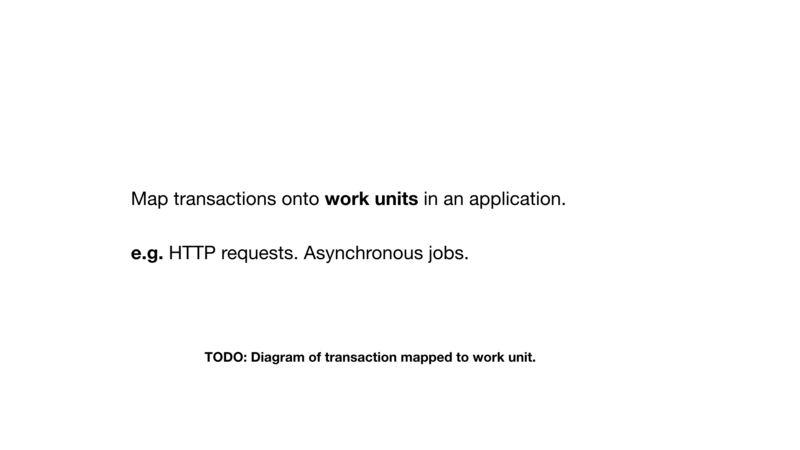 Map transactions onto work units in an application.
e.g. HTTP requests. Asynchronous jobs.
TODO: Diagram of transaction mapped to work unit.